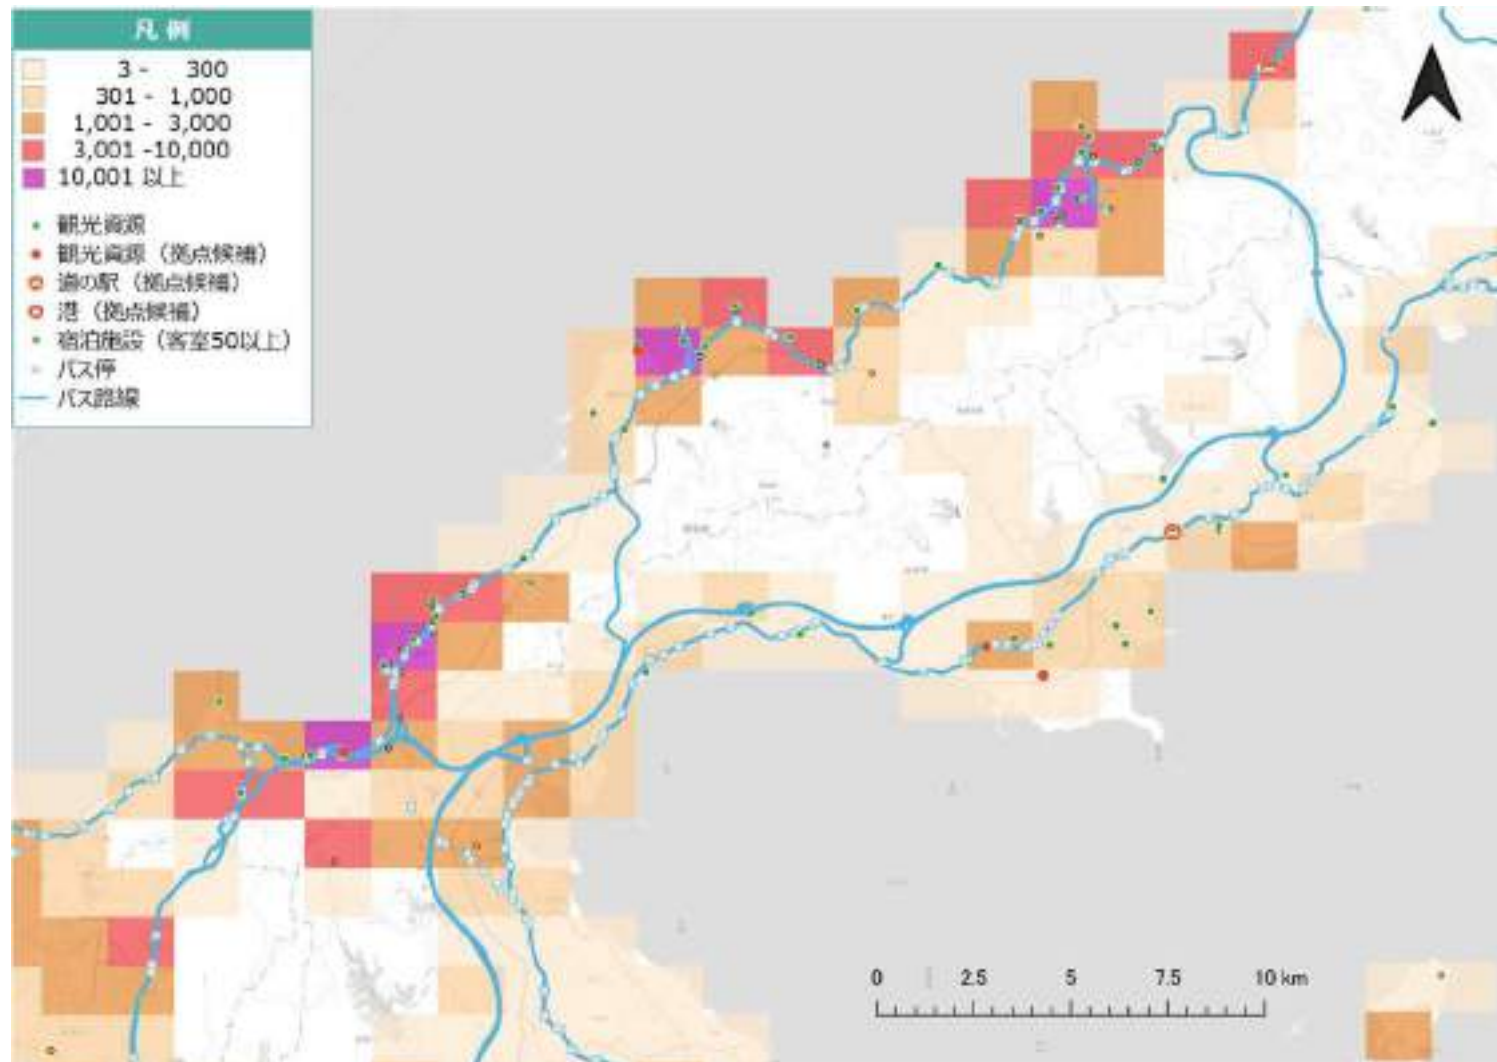 凡例
3 - 300
301 - 1,000
1,001 - 3,000
3,001 -10,000
10,001 以上
観光資源
観光資源（拠点候補）
道の駅（拠点候補）
港（拠点候補）
宿泊施設（客室50以上）
バス停
バス路線
0 2.5 5 7.5 10 km